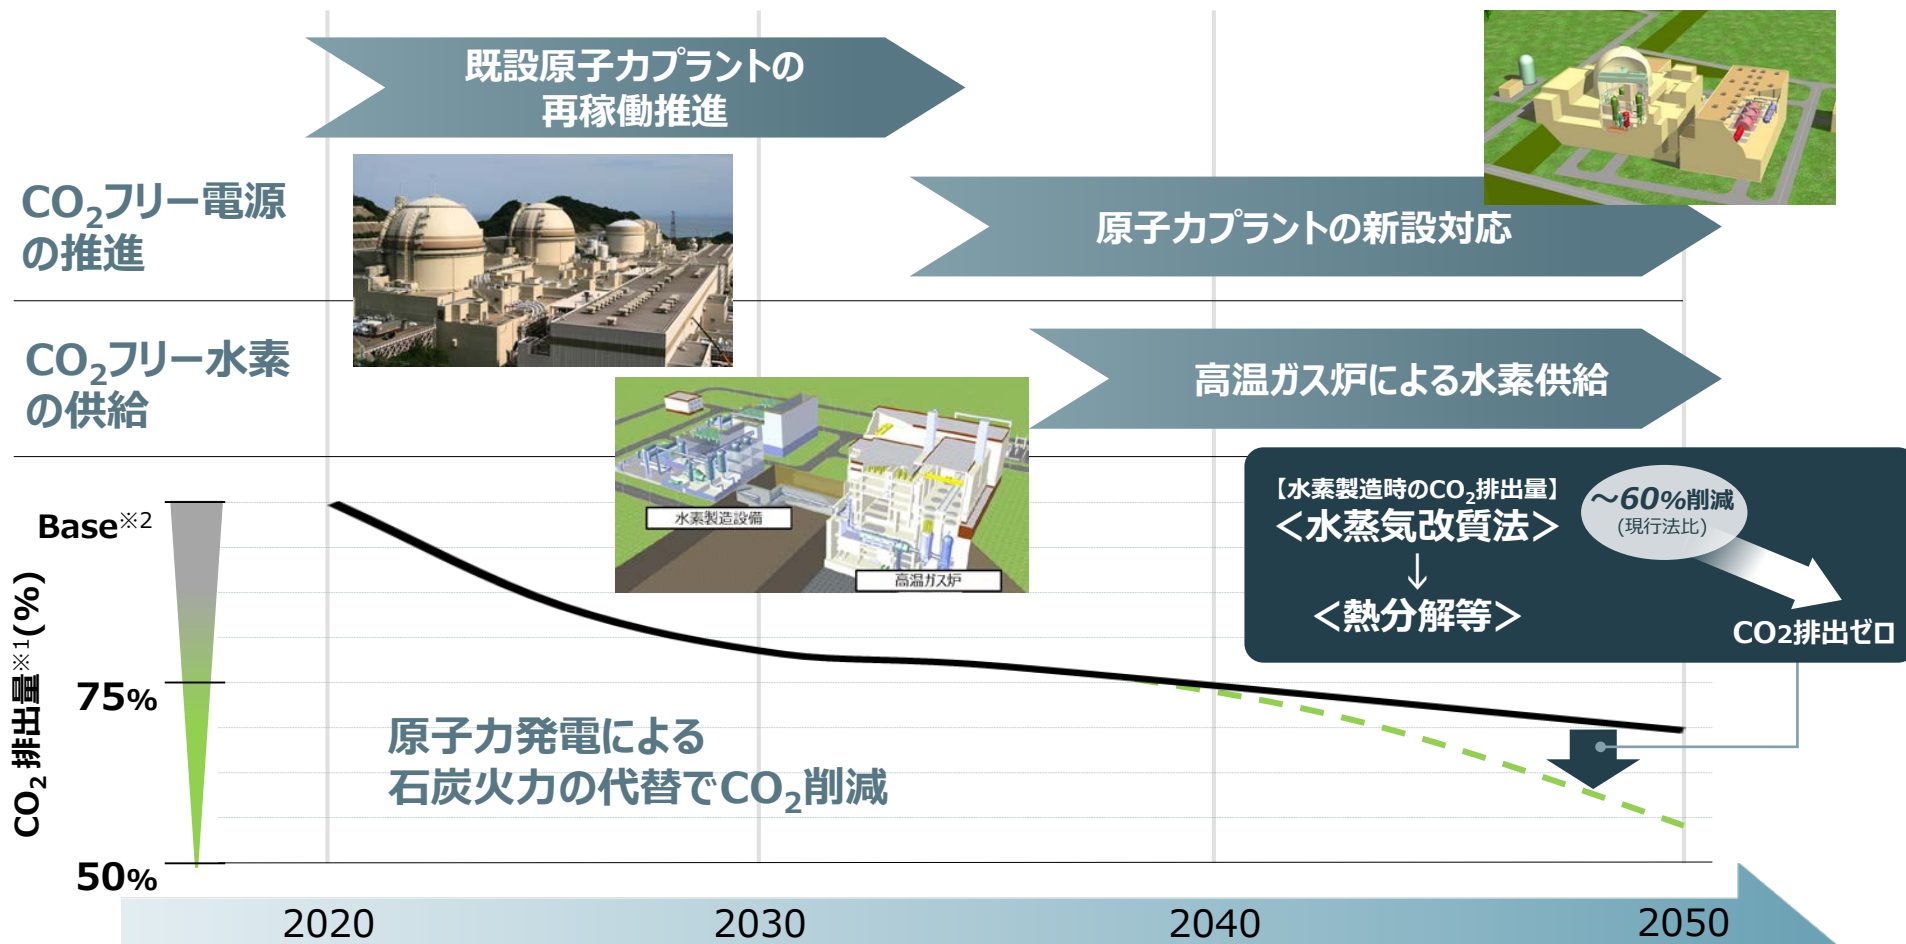 既設原子力プラントの
再稼働推進
CO2フリー電源
の推進
原子力プラントの新設対応
CO2フリー水素
の供給
高温ガス炉による水素供給
水素製造設備
高温ガス炉
【水素製造時のCO2排出量】
＜水蒸気改質法＞
↓
＜熱分解等＞
～60%削減
(現行法比)
CO2排出ゼロ
Base※2
75%
50%
CO2 排出量※1(%)
原子力発電による
石炭火力の代替でCO2削減
2020
2030
2040
2050